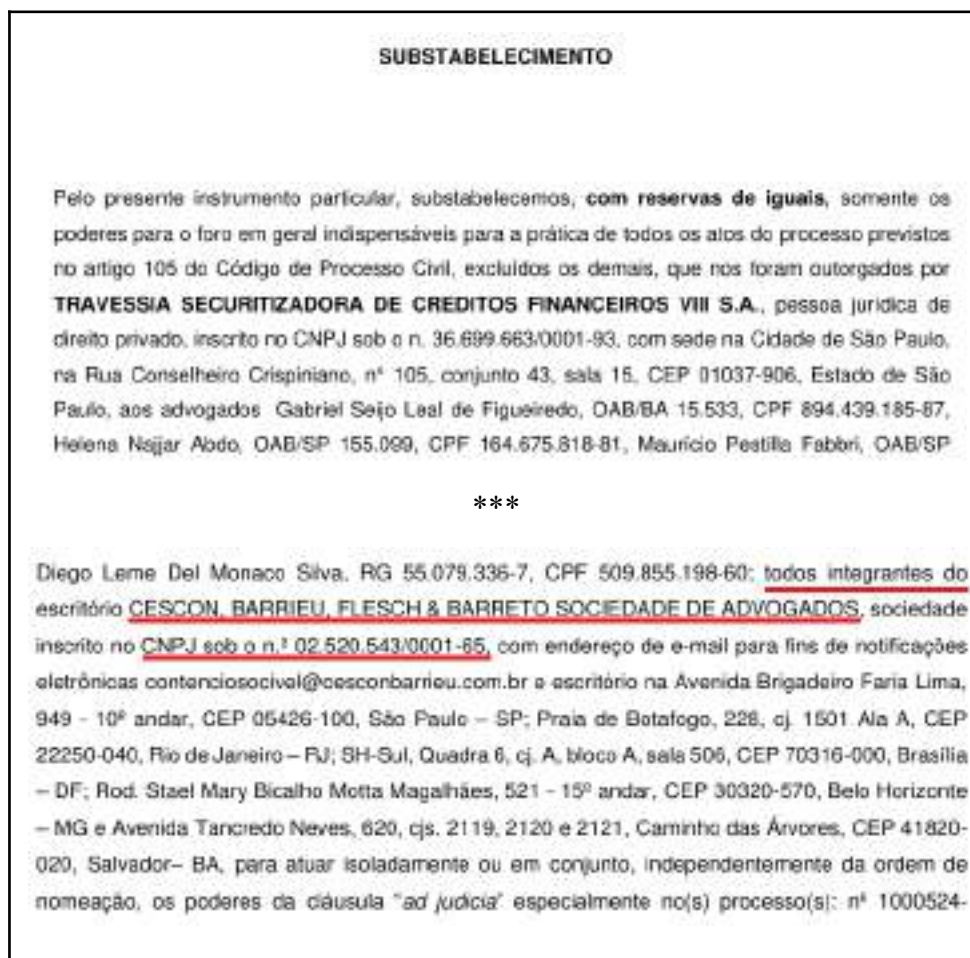 SUBSTABELECIMENTO
Pelo presente instrumento particular, substabelecemos, com reservas de iguais, somente os
poderes para o foro em geral indispensáveis para a prática de todos os atos do processo previstos
no artigo 105 do Código de Processo Civil, excluídos os demais, que nos foram outorgados por
TRAVESSIA SECURITIZADORA DE CREDITOS FINANCEIROS VIII S.A., pessoa jurídica de
direito privado, inscrito no CNPJ sob o n. 36.699.663/0001-93, com sede na Cidade de São Paulo,
na Rua Conselheiro Crispiniano, nº 105, conjunto 43, sala 15, CEP 01037-906, Estado de São
Paulo, aos advogados Gabriel Seijo Leal de Figueiredo, OAB/BA 15.533, CPF 894.439.185-87,
Helena Najjar Abdo, OAB/SP 155.099, CPF 164.675.818-81, Maurício Pestilla Fabbri, OAB/SP
***
Diego Leme Del Monaco Silva, RG 55.079.336-7, CPF 509.855.198-60; todos integrantes do
escritório CESCON, BARRIEU, FLESCH & BARRETO SOCIEDADE DE ADVOGADOS, sociedade
inscrito no CNPJ sob o n.º 02.520.543/0001-65, com endereço de e-mail para fins de notificações
eletrônicas contenciosocivel@cesconbarrieu.com.br e escritório na Avenida Brigadeiro Faria Lima,
949 - 10º andar, CEP 05426-100, São Paulo – SP; Praia de Botafogo, 228, cj. 1501 Ala A, CEP
22250-040, Rio de Janeiro – RJ; SH-Sul, Quadra 6, cj. A, bloco A, sala 506, CEP 70316-000, Brasília
– DF; Rod. Stael Mary Bicalho Motta Magalhães, 521 - 15º andar, CEP 30320-570, Belo Horizonte
– MG e Avenida Tancredo Neves, 620, cjs. 2119, 2120 e 2121, Caminho das Árvores, CEP 41820-
020, Salvador– BA, para atuar isoladamente ou em conjunto, independentemente da ordem de
nomeação, os poderes da cláusula "ad judicia" especialmente no(s) processo(s): nº 1000524-